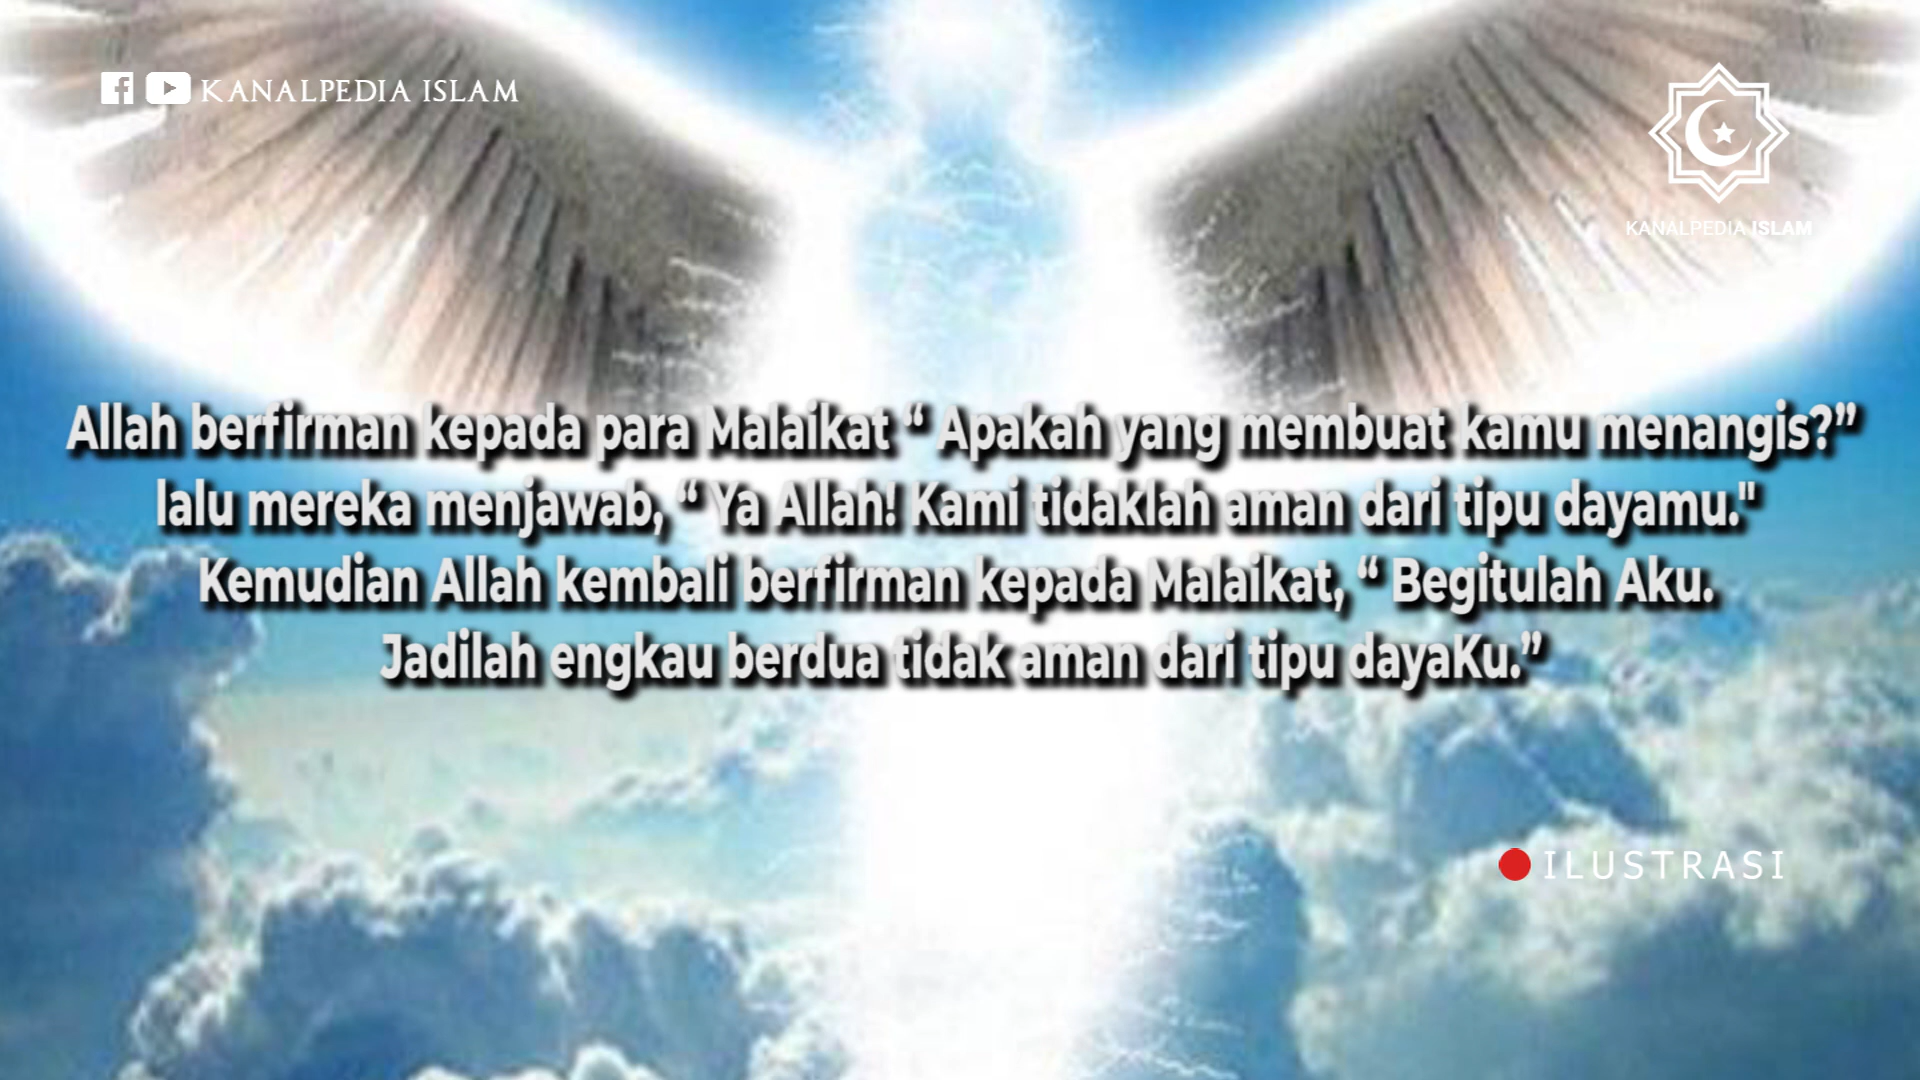 KANALPEDIA ISLAM
KANALPEDIA ISLAM
Allah berfirman kepada para Malaikat “ Apakah yang membuat kamu menangis?”
lalu mereka menjawab, “ Ya Allah! Kami tidaklah aman dari tipu dayamu."
Kemudian Allah kembali berfirman kepada Malaikat, “ Begitulah Aku.
Jadilah engkau berdua tidak aman dari tipu dayaKu.”
ILUSTRASI